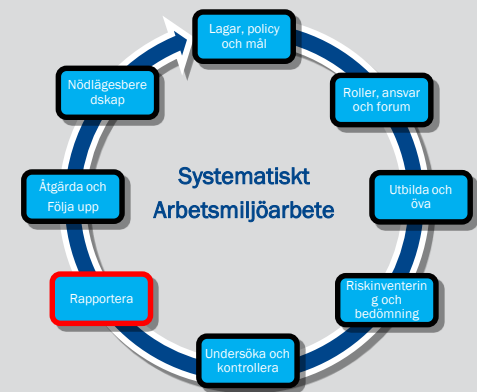 Lagar, policy
och mål
Roller, ansvar
och forum
Utbilda och
öva
Riskinventerin
g och
bedömning
Undersöka och
kontrollera
Rapportera
Åtgärda och
Följa upp
Nödlägesbere
dskap
Systematiskt
Arbetsmiljöarbete